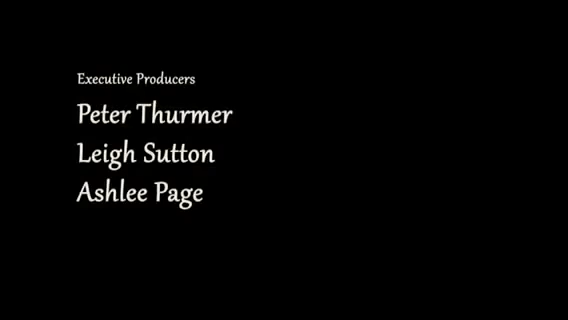 Executive Producers
Peter Thurmer
Leigh Sutton
Ashlee Page